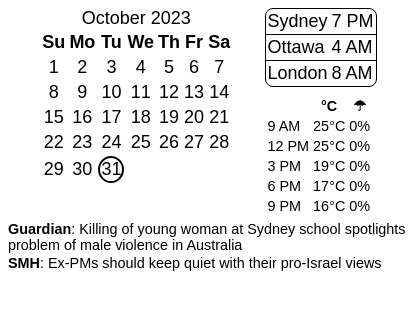 October 2023
Su Mo Tu We Th Fr Sa
1 2 3 4 5 6 7
8 9 10 11 12 13 14
15 16 17 18 19 20 21
22 23 24 25 26 27 28
29 30 31
Sydney 7 PM
Ottawa 4 AM
London 8 AM
°C ☂
9 AM 25°C 0%
12 PM 25°C 0%
3 PM 19°C 0%
6 PM 17°C 0%
9 PM 16°C 0%
Guardian: Killing of young woman at Sydney school spotlights
problem of male violence in Australia
SMH: Ex-PMs should keep quiet with their pro-Israel views